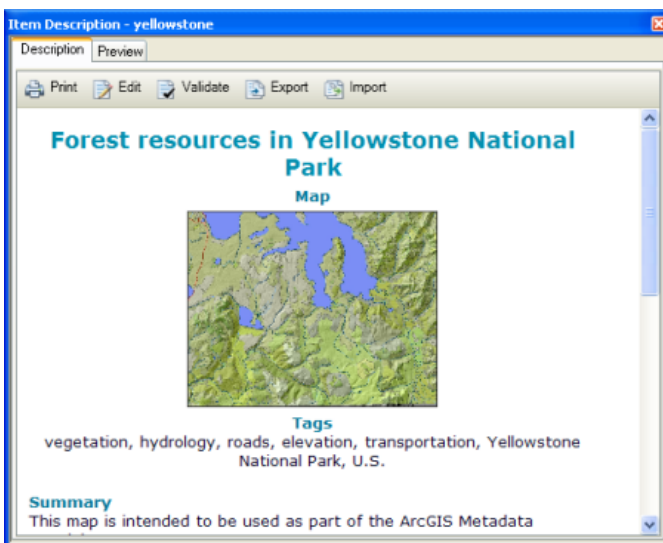 Item Description - yellowstone
Description Preview
Print Edit Validate Export Import
Forest resources in Yellowstone National
Park
Map
Tags
vegetation, hydrology, roads, elevation, transportation, Yellowstone
National Park, U.S.
Summary
This map is intended to be used as part of the ArcGIS Metadata